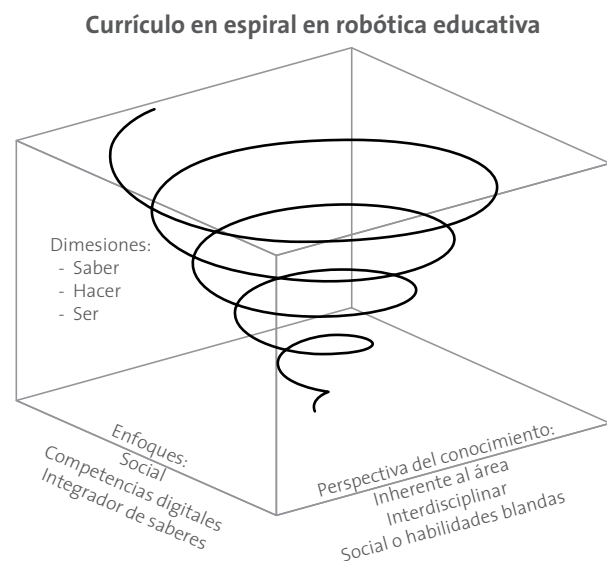 Currículo en espiral en robótica educativa
Dimesiones:
- Saber
- Hacer
- Ser
Enfoques:
Social
Competencias digitales
Integrador de saberes
Perspectiva del conocimiento:
Inherente al área
Interdisciplinar
Social o habilidades blandas